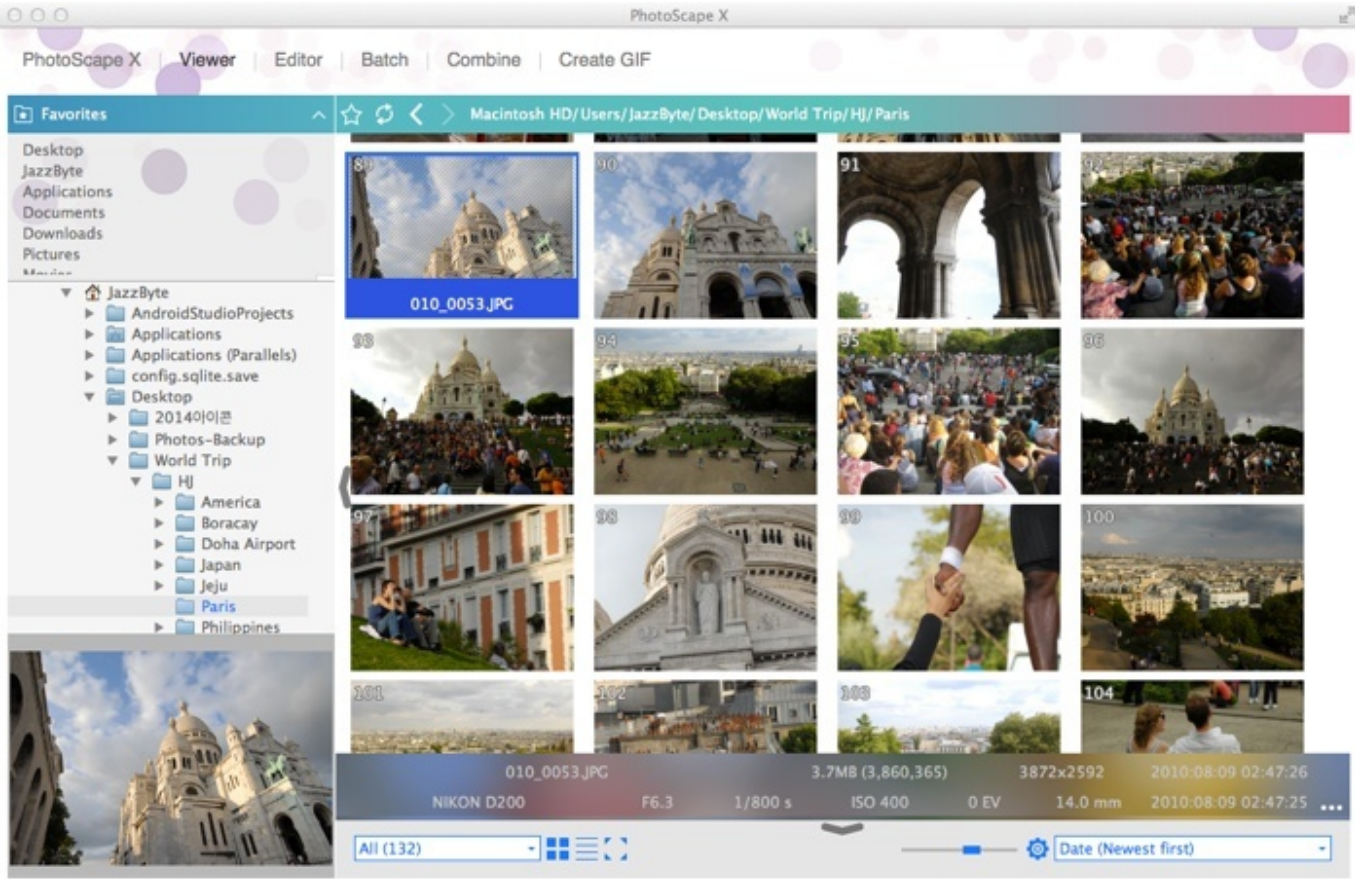 PhotoScape X
PhotoScape X | Viewer | Editor | Batch | Combine | Create GIF
Favorites
Macintosh HD/Users/JazzByte/Desktop/World Trip/HJ/Paris
Desktop
JazzByte
Applications
Documents
Downloads
Pictures
Movies
JazzByte
AndroidStudioProjects
Applications
Applications (Parallels)
config.sqlite.save
Desktop
2014아이콘
Photos-Backup
World Trip
HJ
America
Boracay
Doha Airport
Japan
Jeju
Paris
Philippines
89 90 91 92
010_0053.JPG
93 94 95 96
97 98 99 100
101 102 103 104
010_0053.JPG 3.7MB (3,860,365) 3872x2592 2010:08:09 02:47:26
NIKON D200 F6.3 1/800 s ISO 400 0 EV 14.0 mm 2010:08:09 02:47:25 ...
All (132) Date (Newest first)